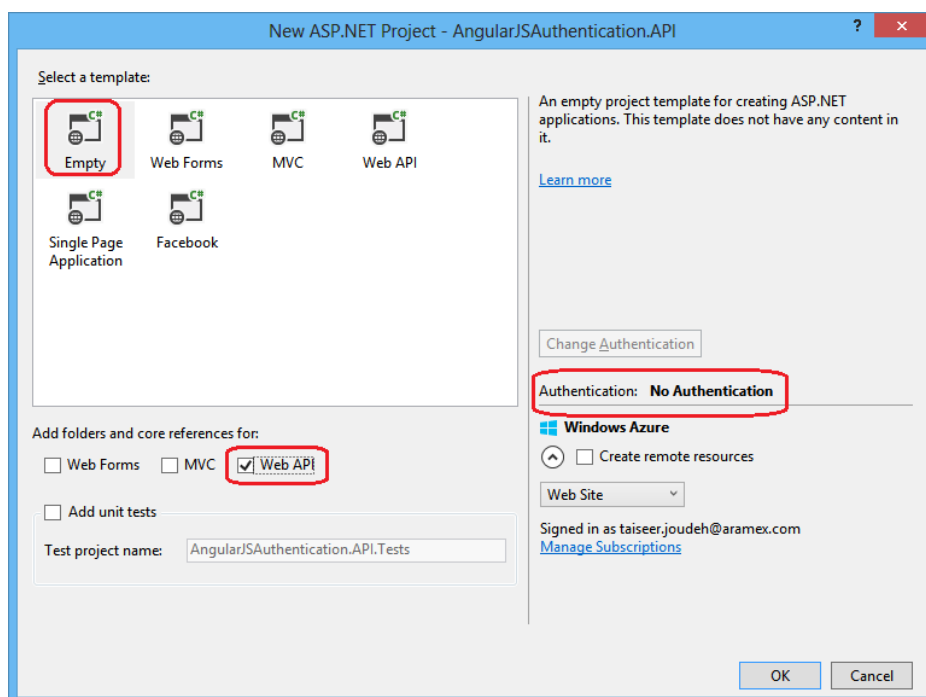 New ASP.NET Project - AngularJSAuthentication.API
?
Select a template:
C# C# C# C#
Empty Web Forms MVC Web API
C# C#
Single Page Facebook
Application
An empty project template for creating ASP.NET
applications. This template does not have any content in
it.
Learn more
Change Authentication
Authentication: No Authentication
Windows Azure
Create remote resources
Web Site
Signed in as taiseer.joudeh@aramex.com
Manage Subscriptions
Add folders and core references for:
Web Forms MVC Web API
Add unit tests
Test project name: AngularJSAuthentication.API.Tests
OK Cancel